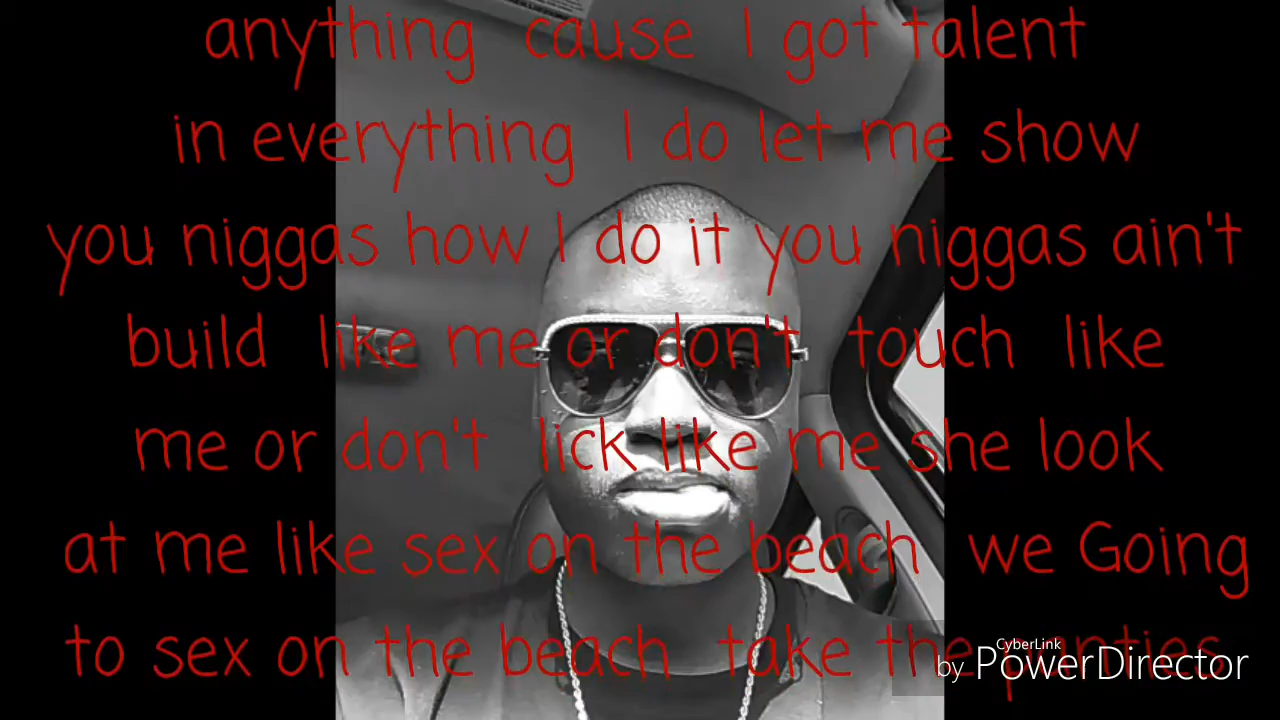 anything cause I got talent
in everything I do let me show
you niggas how I do it you niggas ain't
build like me or don't touch like
me or don't lick like me she look
at me like sex on the beach we Going
to sex on the beach take the panties
CyberLink
by PowerDirector